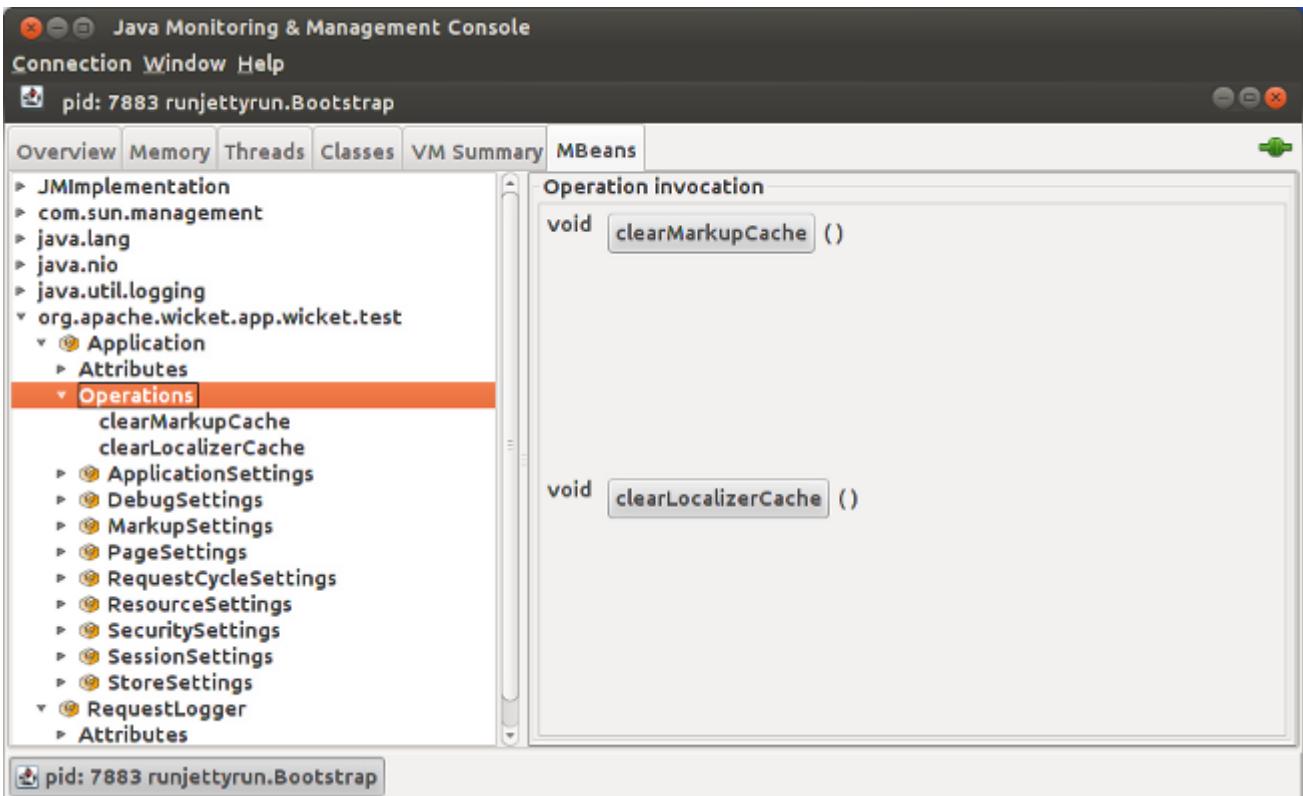 Java Monitoring & Management Console
Connection Window Help
pid: 7883 runjettyrun.Bootstrap
Overview Memory Threads Classes VM Summary MBeans
JMImplementation
com.sun.management
java.lang
java.nio
java.util.logging
org.apache.wicket.app.wicket.test
Application
Attributes
Operations
clearMarkupCache
clearLocalizerCache
ApplicationSettings
DebugSettings
MarkupSettings
PageSettings
RequestCycleSettings
ResourceSettings
SecuritySettings
SessionSettings
StoreSettings
RequestLogger
Attributes
Operation invocation
void clearMarkupCache ()
void clearLocalizerCache ()
pid: 7883 runjettyrun.Bootstrap